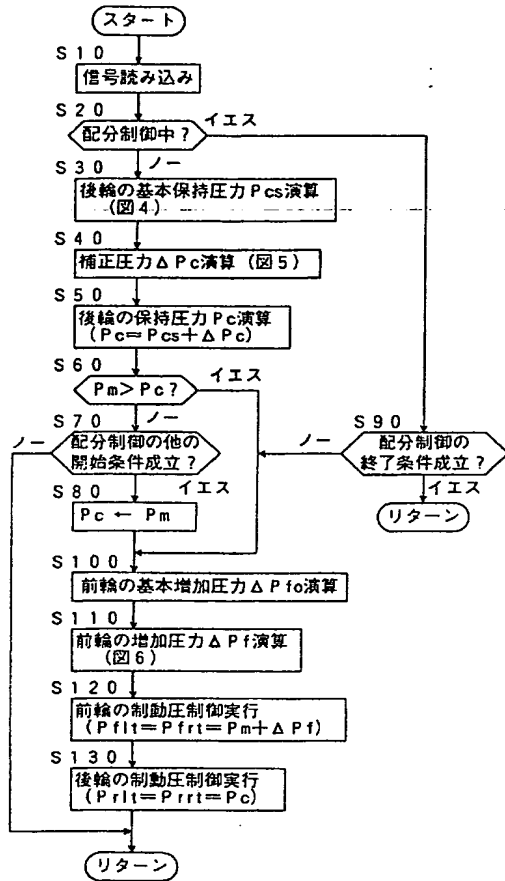 スタート
S10
信号読み込み
S20
配分制御中？
イエス
ノー
S30
後輪の基本保持圧力Pcs演算
(図4)
S40
補正圧力ΔPc演算(図5)
S50
後輪の保持圧力Pc演算
(Pc=Pcs+ΔPc)
S60
Pm>Pc？
イエス
ノー
S70
ノー
配分制御の他の
開始条件成立？
イエス
S90
ノー
配分制御の
終了条件成立？
イエス
リターン
S80
Pc ← Pm
S100
前輪の基本増加圧力ΔPfo演算
S110
前輪の増加圧力ΔPf演算
(図6)
S120
前輪の制動圧制御実行
(Pflt=Pfrt=Pm+ΔPf)
S130
後輪の制動圧制御実行
(Prlt=Prrt=Pc)
リターン